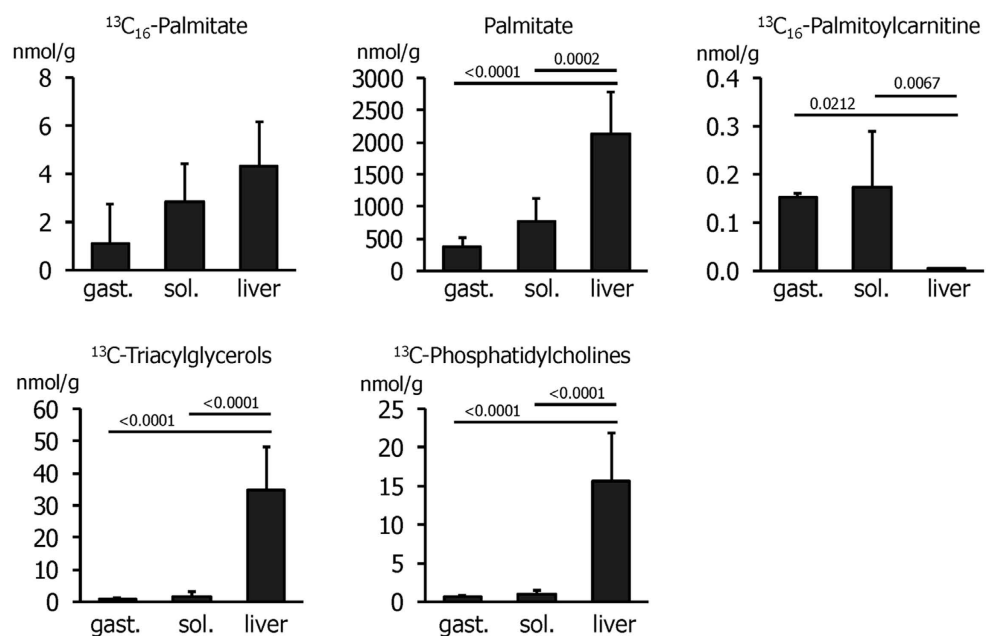 ¹³C₁₆-Palmitate
nmol/g
8
6
4
2
0
gast. sol. liver
Palmitate
nmol/g
3000
2500
2000
1500
1000
500
0
<0.0001
0.0002
gast. sol. liver
¹³C₁₆-Palmitoylcarnitine
nmol/g
0.4
0.3
0.2
0.1
0.0
0.0212
0.0067
gast. sol. liver
¹³C-Triacylglycerols
nmol/g
60
50
40
30
20
10
0
<0.0001
<0.0001
gast. sol. liver
¹³C-Phosphatidylcholines
nmol/g
25
20
15
10
5
0
<0.0001
<0.0001
gast. sol. liver